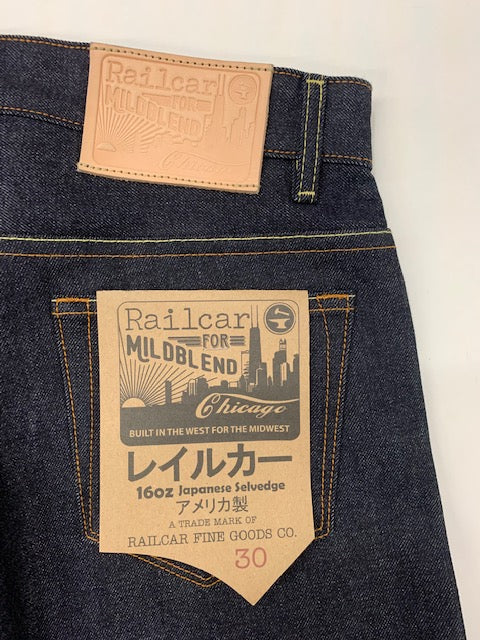 Railcar
FOR
MILDBLEND
Chicago
Railcar
FOR
MILDBLEND
Chicago
BUILT IN THE WEST FOR THE MIDWEST
レイルカー
16oz Japanese Selvedge
アメリカ製
A TRADE MARK OF
RAILCAR FINE GOODS CO.
30